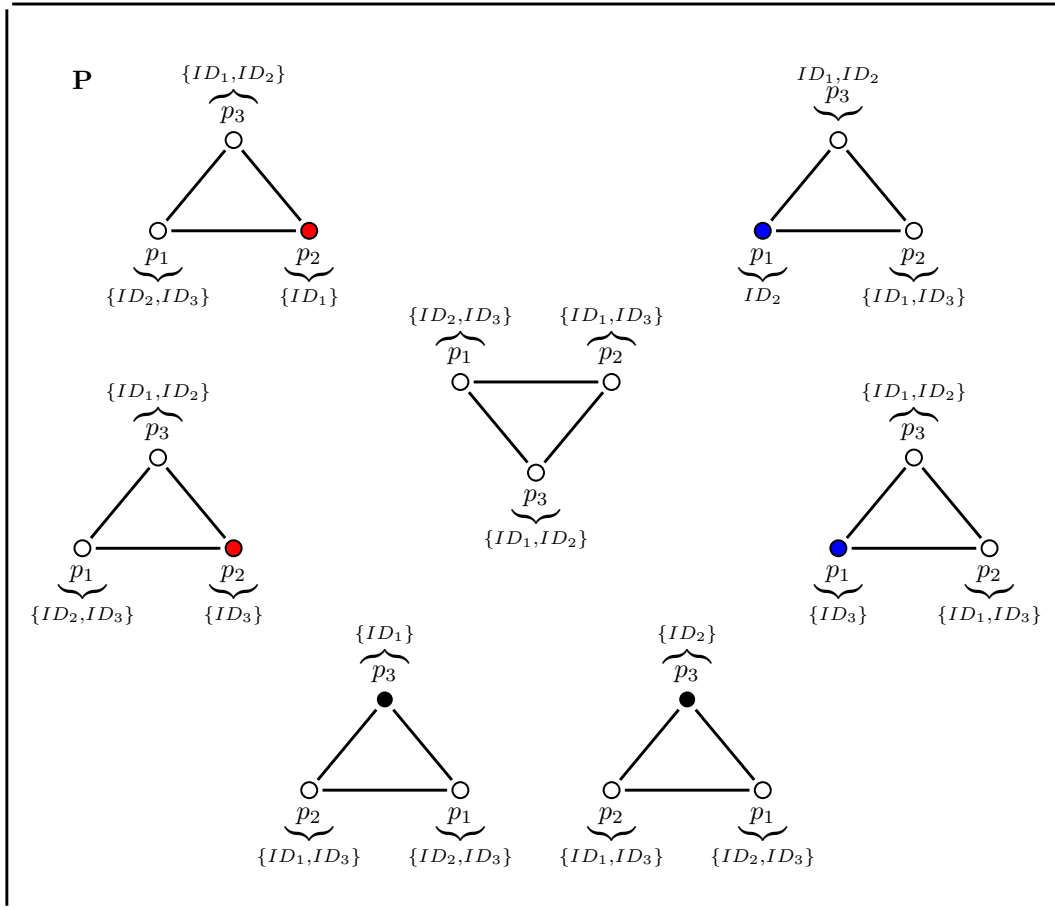 P
{ID₁,ID₂}
p₃
p₁
{ID₂,ID₃}
p₂
{ID₁}
ID₁,ID₂
p₃
p₁
ID₂
p₂
{ID₁,ID₃}
{ID₂,ID₃}
p₁
{ID₁,ID₃}
p₂
p₃
{ID₁,ID₂}
{ID₁,ID₂}
p₃
p₁
{ID₂,ID₃}
p₂
{ID₃}
{ID₁,ID₂}
p₃
p₁
{ID₃}
p₂
{ID₁,ID₃}
{ID₁}
p₃
p₂
{ID₁,ID₃}
p₁
{ID₂,ID₃}
{ID₂}
p₃
p₂
{ID₁,ID₃}
p₁
{ID₂,ID₃}